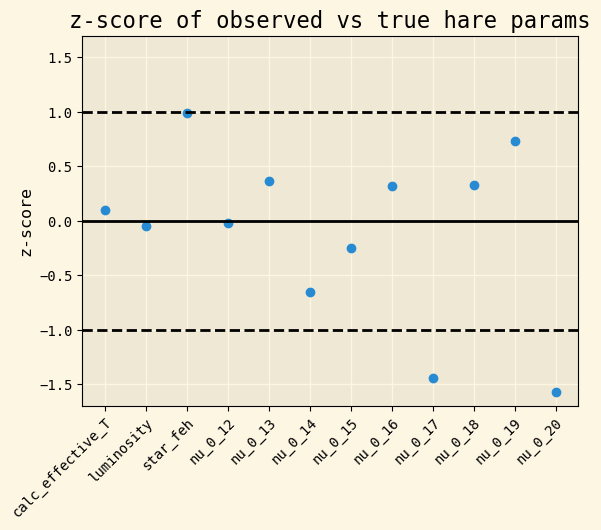 z-score of observed vs true hare params
z-score
1.5
1.0
0.5
0.0
−0.5
−1.0
−1.5
calc_effective_T
luminosity
star_feh
nu_0_12
nu_0_13
nu_0_14
nu_0_15
nu_0_16
nu_0_17
nu_0_18
nu_0_19
nu_0_20